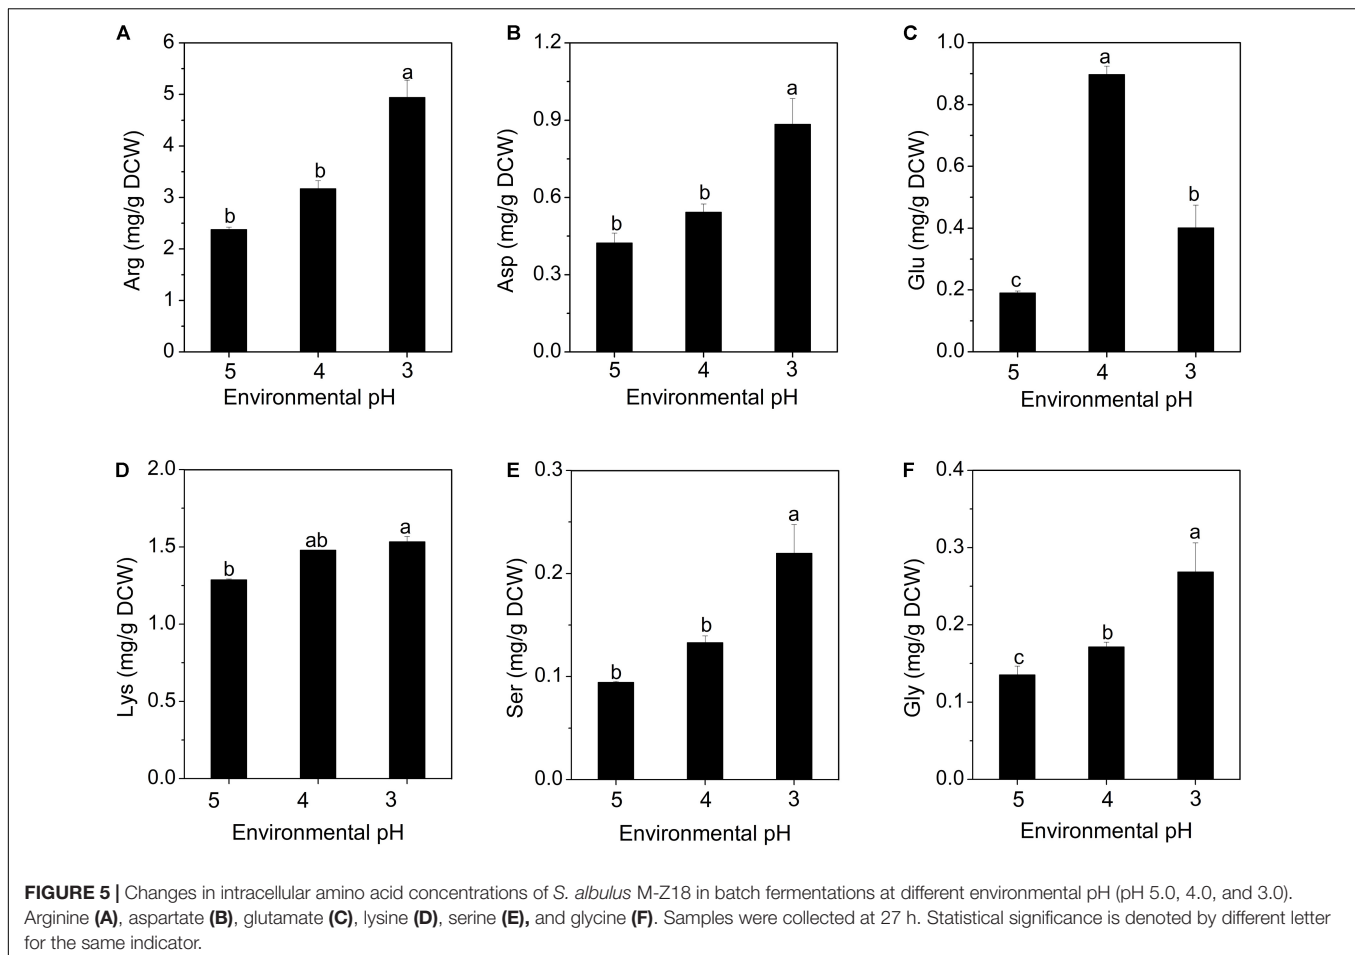 A
6
5
4
3
2
1
0
Arg (mg/g DCW)
b
b
a
5
4
3
Environmental pH
B
1.2
0.9
0.6
0.3
0.0
Asp (mg/g DCW)
b
b
a
5
4
3
Environmental pH
C
1.0
0.8
0.6
0.4
0.2
0.0
Glu (mg/g DCW)
c
a
b
5
4
3
Environmental pH
D
2.0
1.5
1.0
0.5
0.0
Lys (mg/g DCW)
b
ab
a
5
4
3
Environmental pH
E
0.3
0.2
0.1
0.0
Ser (mg/g DCW)
b
b
a
5
4
3
Environmental pH
F
0.4
0.3
0.2
0.1
0.0
Gly (mg/g DCW)
c
b
a
5
4
3
Environmental pH
FIGURE 5 | Changes in intracellular amino acid concentrations of S. albulus M-Z18 in batch fermentations at different environmental pH (pH 5.0, 4.0, and 3.0).
Arginine (A), aspartate (B), glutamate (C), lysine (D), serine (E), and glycine (F). Samples were collected at 27 h. Statistical significance is denoted by different letter
for the same indicator.